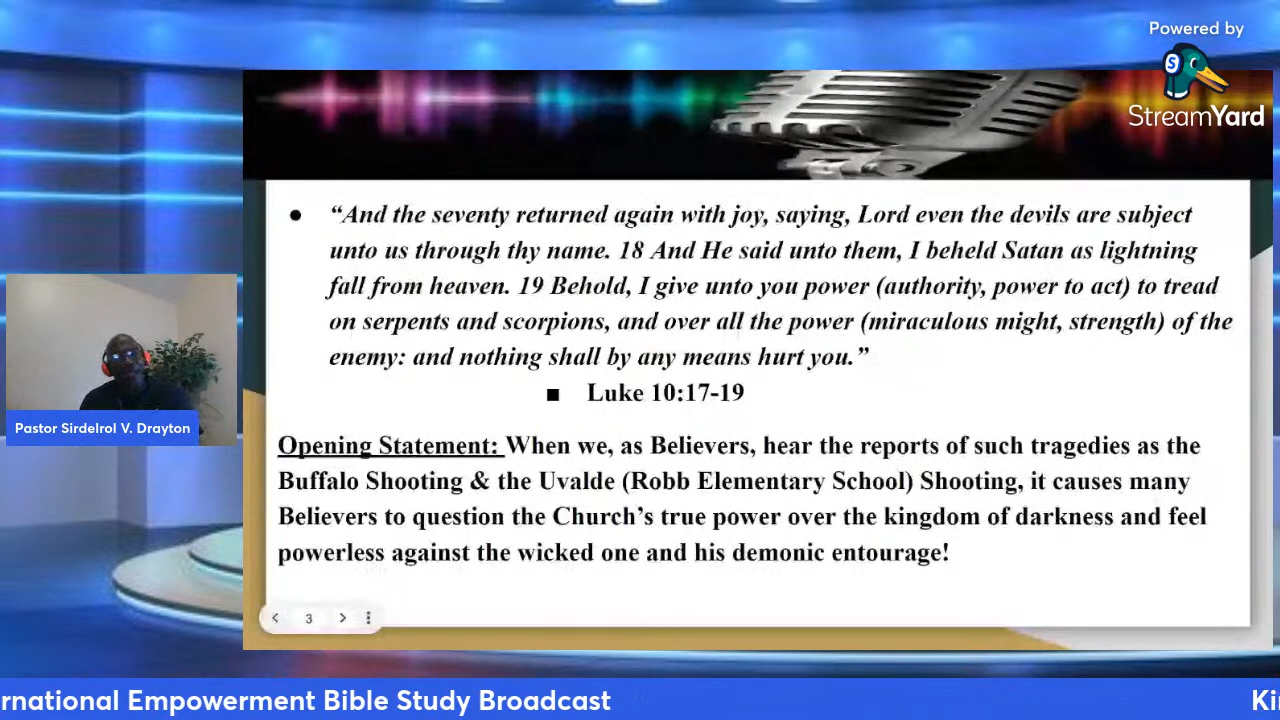 Powered by
S
StreamYard
● “And the seventy returned again with joy, saying, Lord even the devils are subject
unto us through thy name. 18 And He said unto them, I beheld Satan as lightning
fall from heaven. 19 Behold, I give unto you power (authority, power to act) to tread
on serpents and scorpions, and over all the power (miraculous might, strength) of the
enemy: and nothing shall by any means hurt you.”
■ Luke 10:17-19
Opening Statement: When we, as Believers, hear the reports of such tragedies as the
Buffalo Shooting & the Uvalde (Robb Elementary School) Shooting, it causes many
Believers to question the Church’s true power over the kingdom of darkness and feel
powerless against the wicked one and his demonic entourage!
3
Pastor Sirdelrol V. Drayton
rnational Empowerment Bible Study Broadcast
Ki